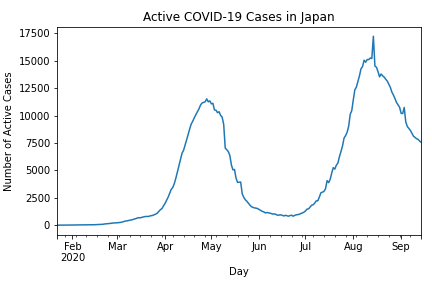 Active COVID-19 Cases in Japan
Number of Active Cases
17500
15000
12500
10000
7500
5000
2500
0
Feb Mar Apr May Jun Jul Aug Sep
2020
Day